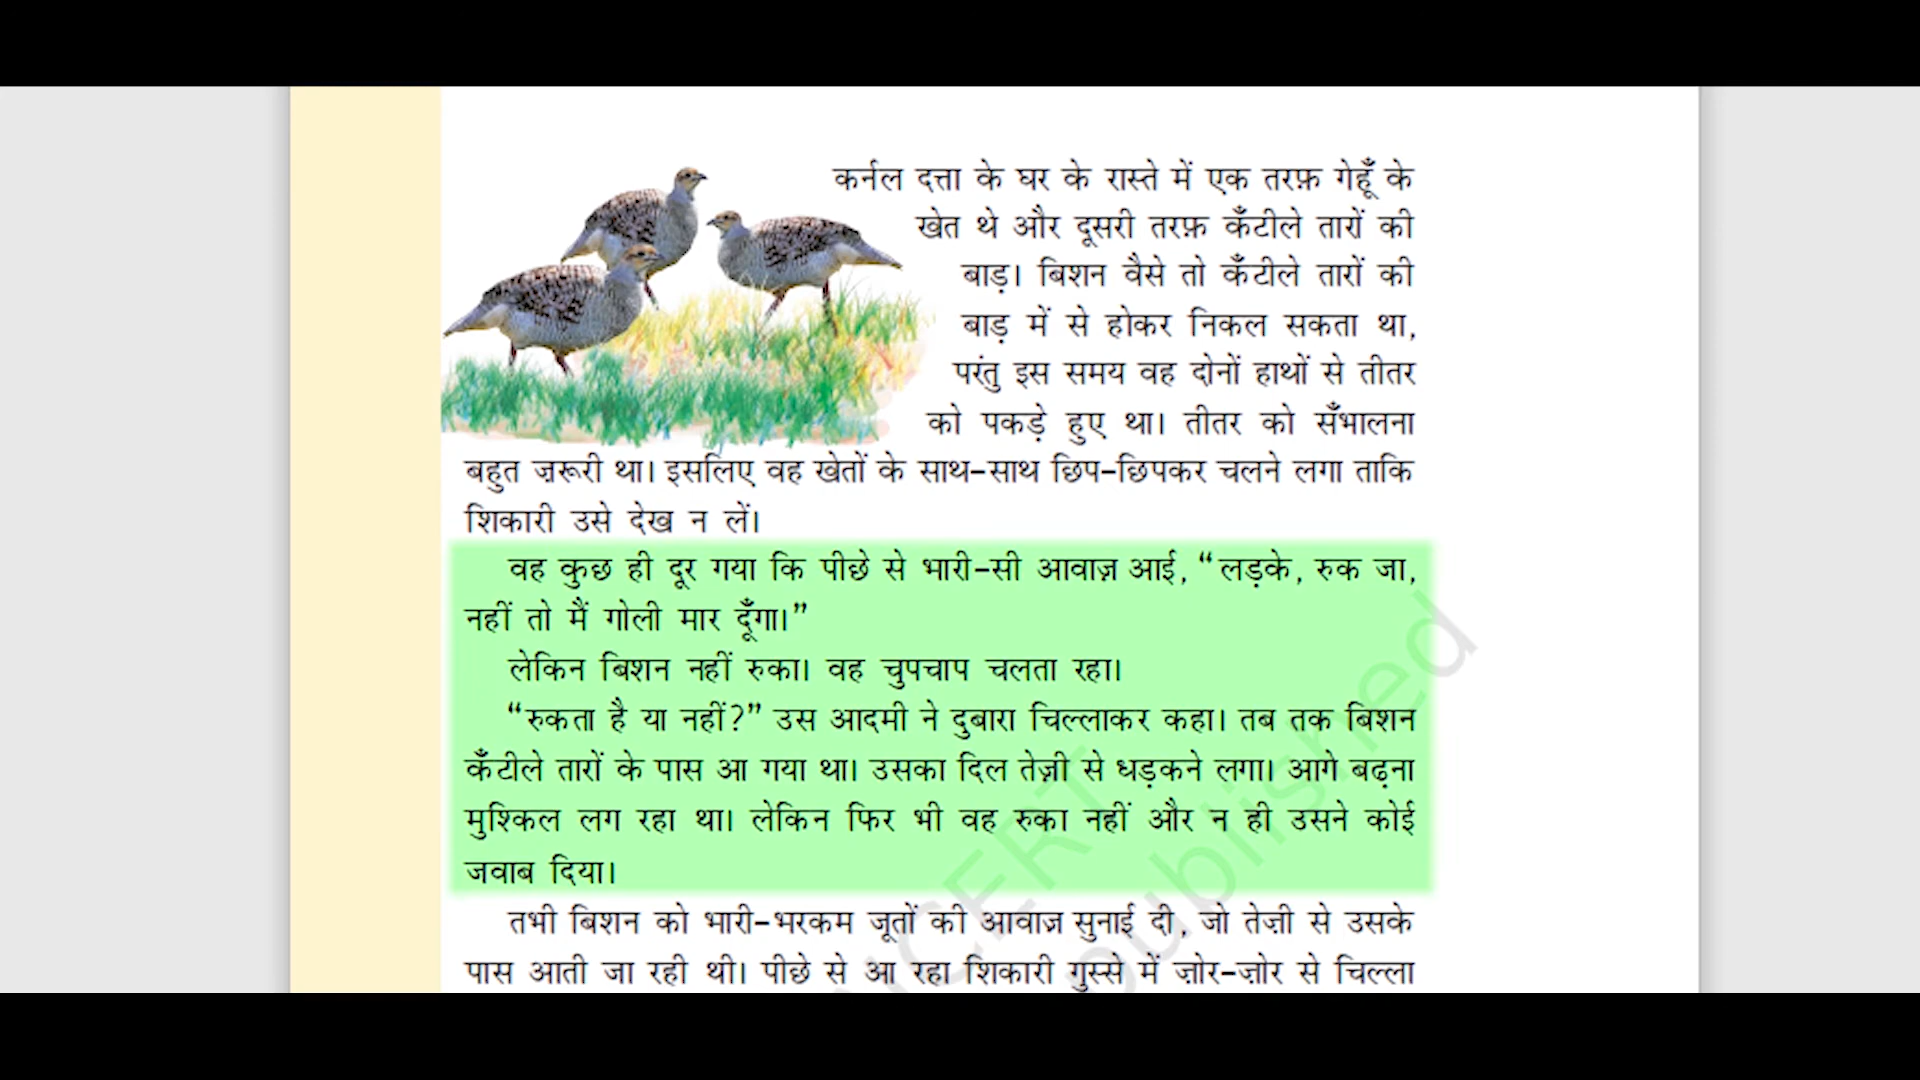 कर्नल दत्ता के घर के रास्ते में एक तरफ़ गेहूँ के
खेत थे और दूसरी तरफ़ कँटीले तारों की
बाड़। बिशन वैसे तो कँटीले तारों की
बाड़ में से होकर निकल सकता था,
परंतु इस समय वह दोनों हाथों से तीतर
को पकड़े हुए था। तीतर को सँभालना
बहुत ज़रूरी था। इसलिए वह खेतों के साथ-साथ छिप-छिपकर चलने लगा ताकि
शिकारी उसे देख न लें।
वह कुछ ही दूर गया कि पीछे से भारी-सी आवाज़ आई, “लड़के, रुक जा,
नहीं तो मैं गोली मार दूँगा।”
लेकिन बिशन नहीं रुका। वह चुपचाप चलता रहा।
“रुकता है या नहीं?” उस आदमी ने दुबारा चिल्लाकर कहा। तब तक बिशन
कँटीले तारों के पास आ गया था। उसका दिल तेज़ी से धड़कने लगा। आगे बढ़ना
मुश्किल लग रहा था। लेकिन फिर भी वह रुका नहीं और न ही उसने कोई
जवाब दिया।
तभी बिशन को भारी-भरकम जूतों की आवाज़ सुनाई दी, जो तेज़ी से उसके
पास आती जा रही थी। पीछे से आ रहा शिकारी गुस्से में ज़ोर-ज़ोर से चिल्ला
NCERT
published